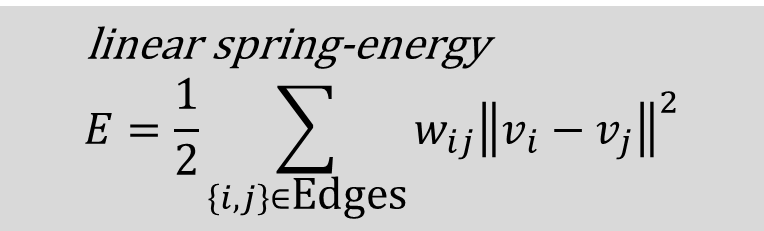 linear spring-energy
E = 1/2 ∑_{{i,j}∈Edges} w_{ij}‖v_i − v_j‖^2